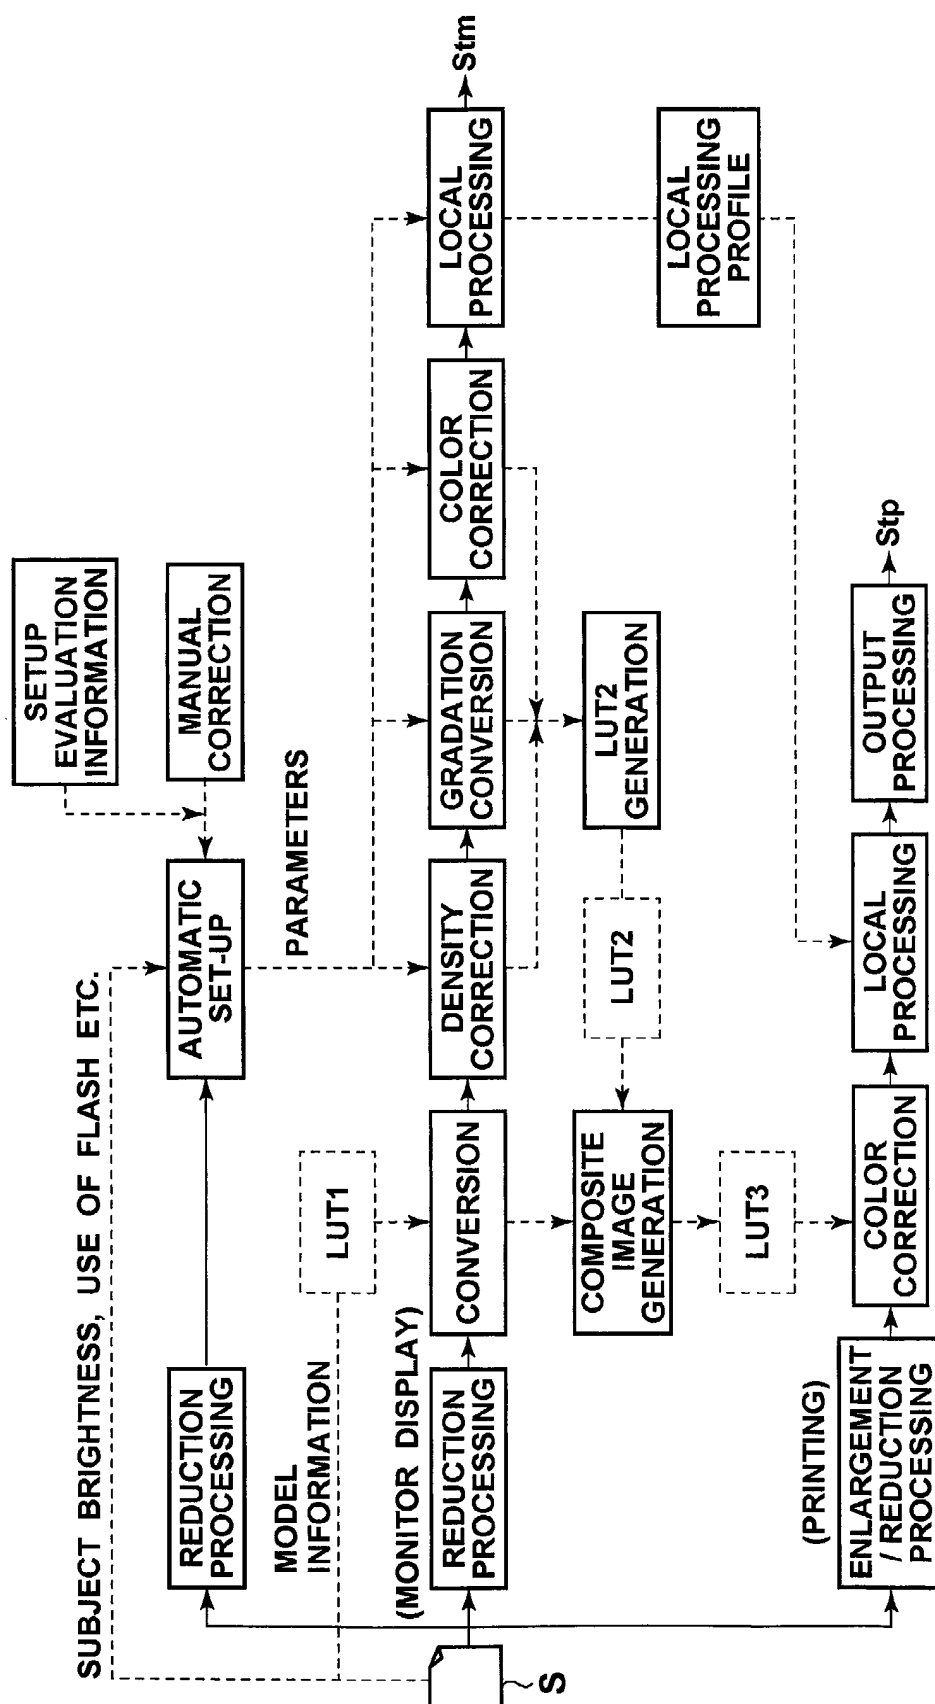 SUBJECT BRIGHTNESS, USE OF FLASH ETC.
SETUP
EVALUATION
INFORMATION
MANUAL
CORRECTION
REDUCTION
PROCESSING
AUTOMATIC
SET-UP
PARAMETERS
MODEL
INFORMATION
LUT1
(MONITOR DISPLAY)
REDUCTION
PROCESSING
CONVERSION
DENSITY
CORRECTION
GRADATION
CONVERSION
COLOR
CORRECTION
LOCAL
PROCESSING
Stm
S
COMPOSITE
IMAGE
GENERATION
LUT2
LUT2
GENERATION
LOCAL
PROCESSING
PROFILE
LUT3
(PRINTING)
ENLARGEMENT
/ REDUCTION
PROCESSING
COLOR
CORRECTION
LOCAL
PROCESSING
OUTPUT
PROCESSING
Stp